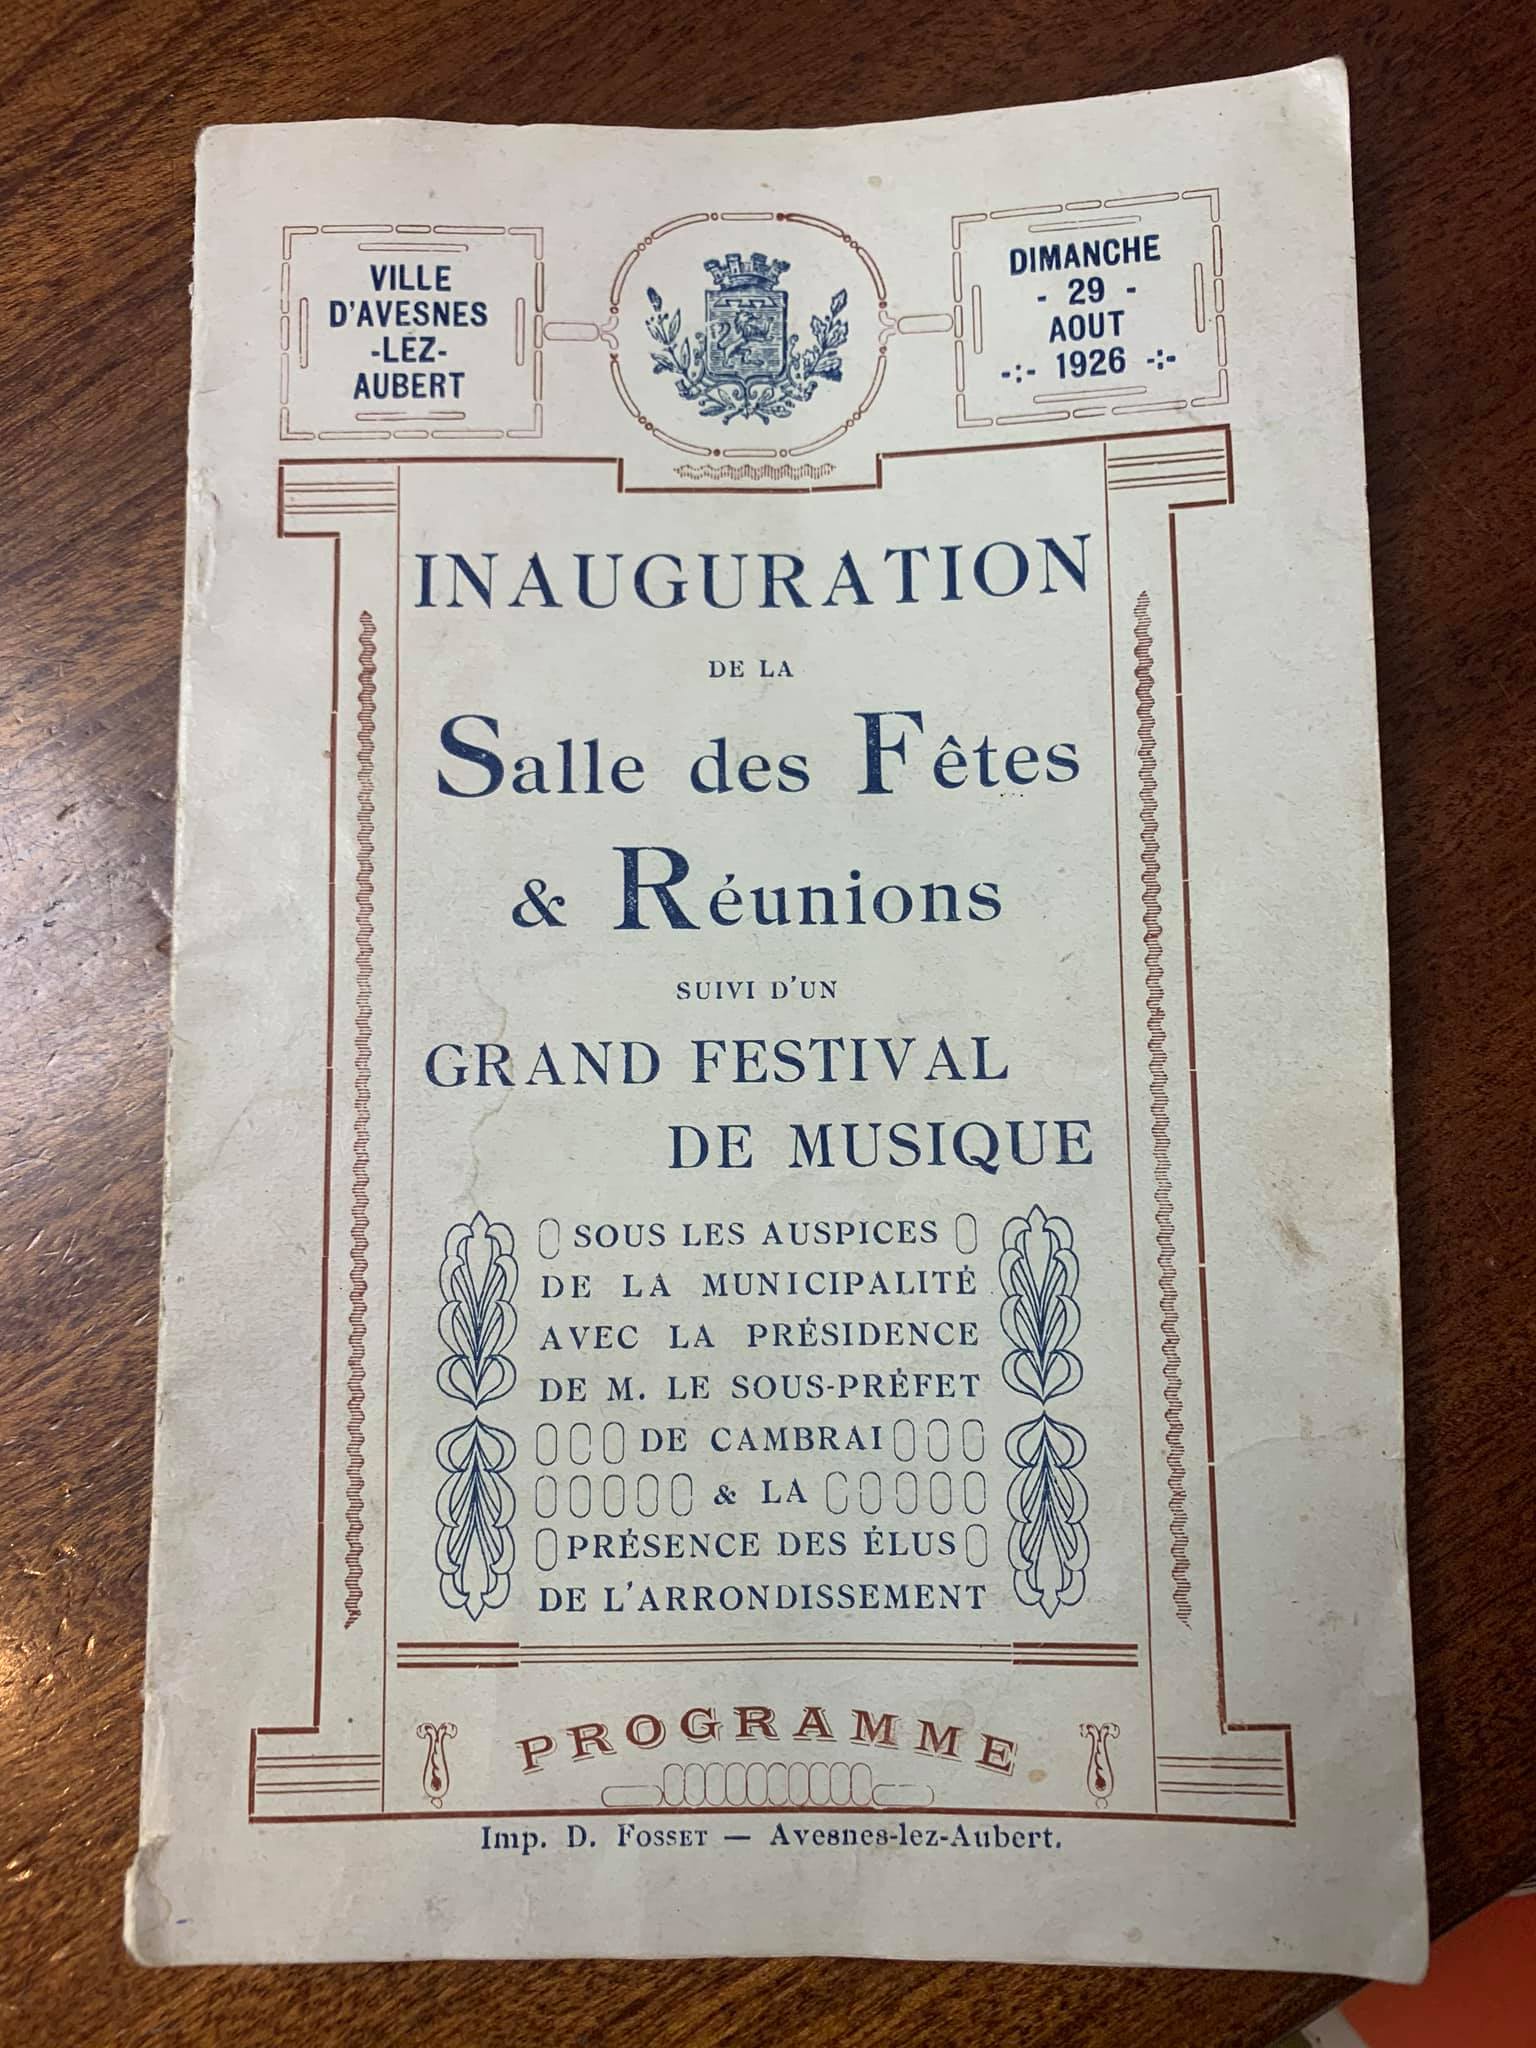 VILLE
D'AVESNES
-LEZ-
AUBERT
DIMANCHE
- 29 -
AOUT
-:- 1926 -:-
INAUGURATION
DE LA
Salle des Fêtes
& Réunions
SUIVI D'UN
GRAND FESTIVAL
DE MUSIQUE
SOUS LES AUSPICES
DE LA MUNICIPALITÉ
AVEC LA PRÉSIDENCE
DE M. LE SOUS-PRÉFET
DE CAMBRAI
& LA
PRÉSENCE DES ÉLUS
DE L'ARRONDISSEMENT
PROGRAMME
Imp. D. FOSSET — Avesnes-lez-Aubert.